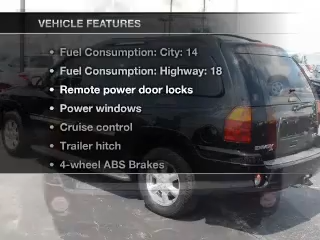 VEHICLE FEATURES
• Fuel Consumption: City: 14
• Fuel Consumption: Highway: 18
• Remote power door locks
• Power windows
• Cruise control
• Trailer hitch
• 4-wheel ABS Brakes